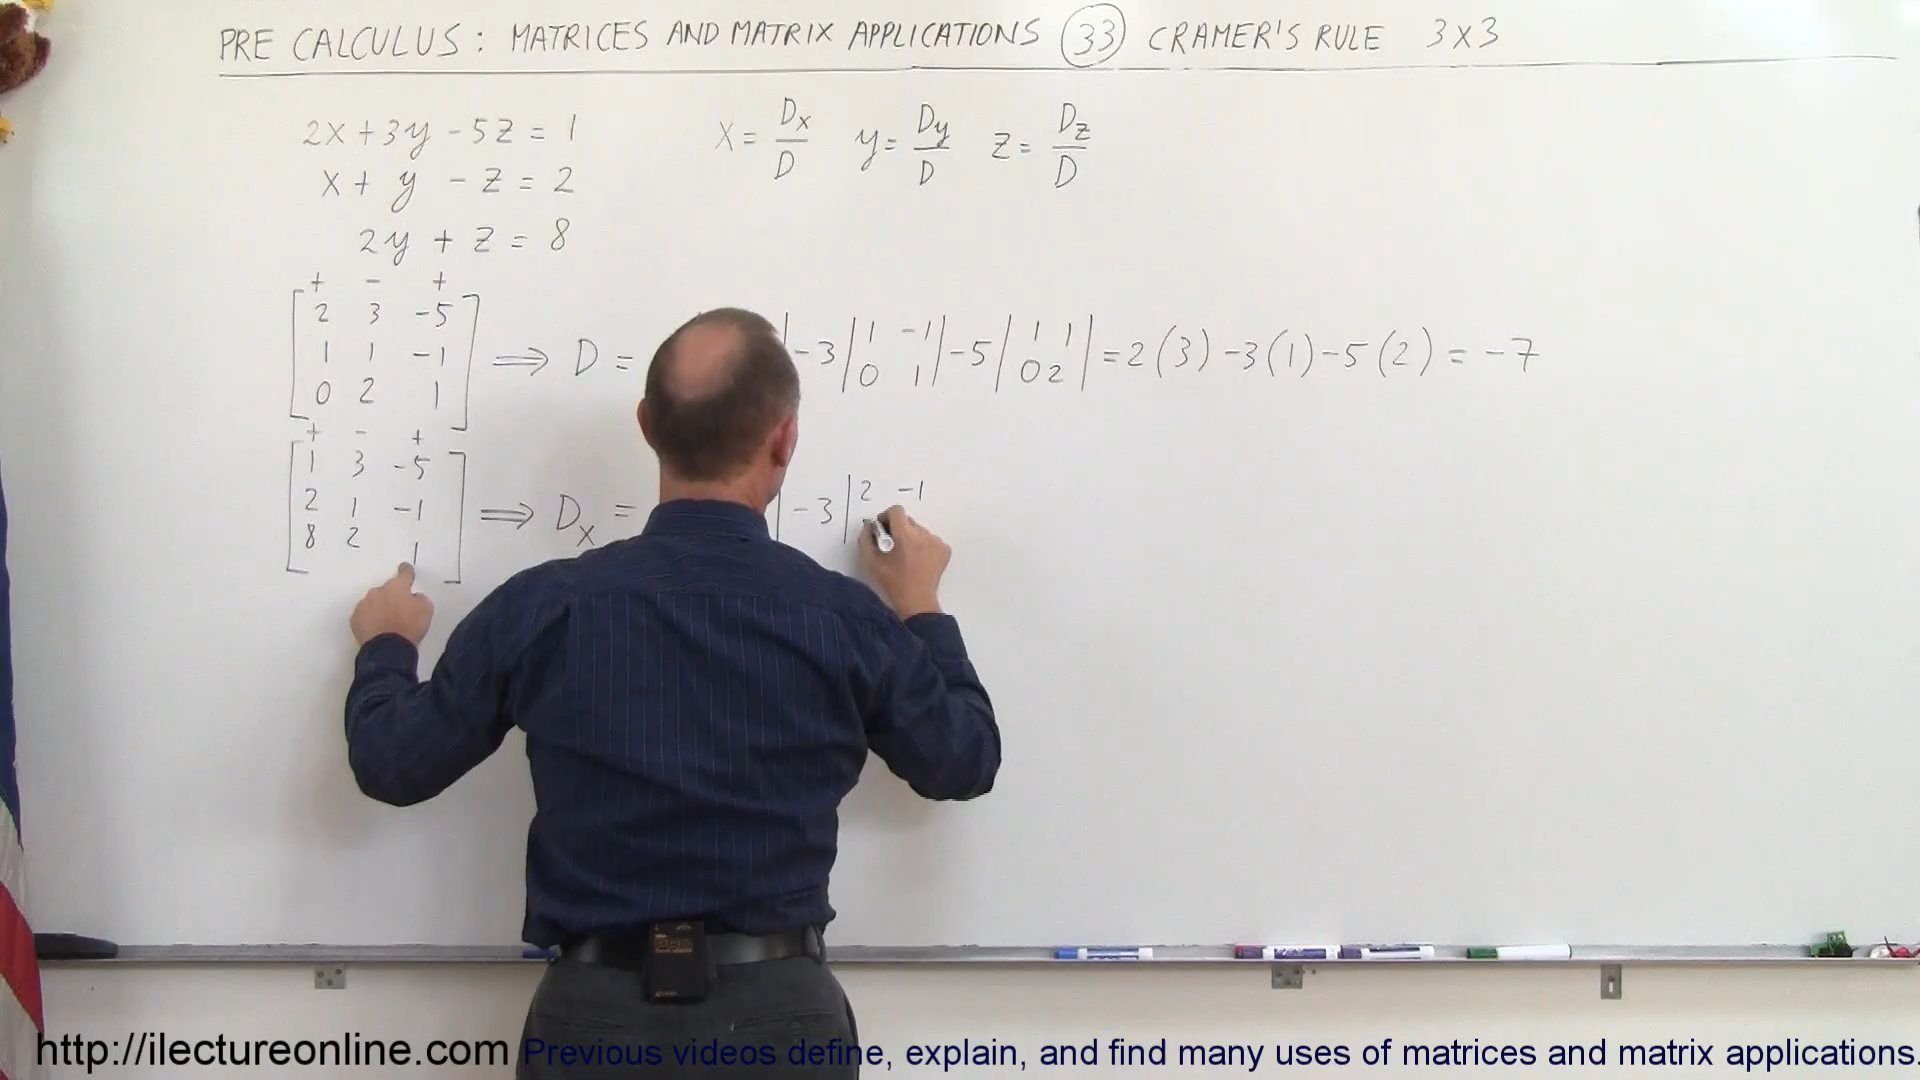 PRE CALCULUS: MATRICES AND MATRIX APPLICATIONS (33) CRAMER'S RULE 3X3
2x+3y-5z=1
x+y-z=2
2y+z=8
x=Dx/D y=Dy/D z=Dz/D
+ - +
2 3 -5
1 1 -1
0 2 1
⇒ D = | -3 |1 -1| -5 |1 1| = 2(3) -3(1) -5(2) = -7
0 1 0 2
+ - +
1 3 -5
2 1 -1
8 2 1
⇒ Dx = | -3 | 2 -1
http://ilectureonline.com Previous videos define, explain, and find many uses of matrices and matrix applications.